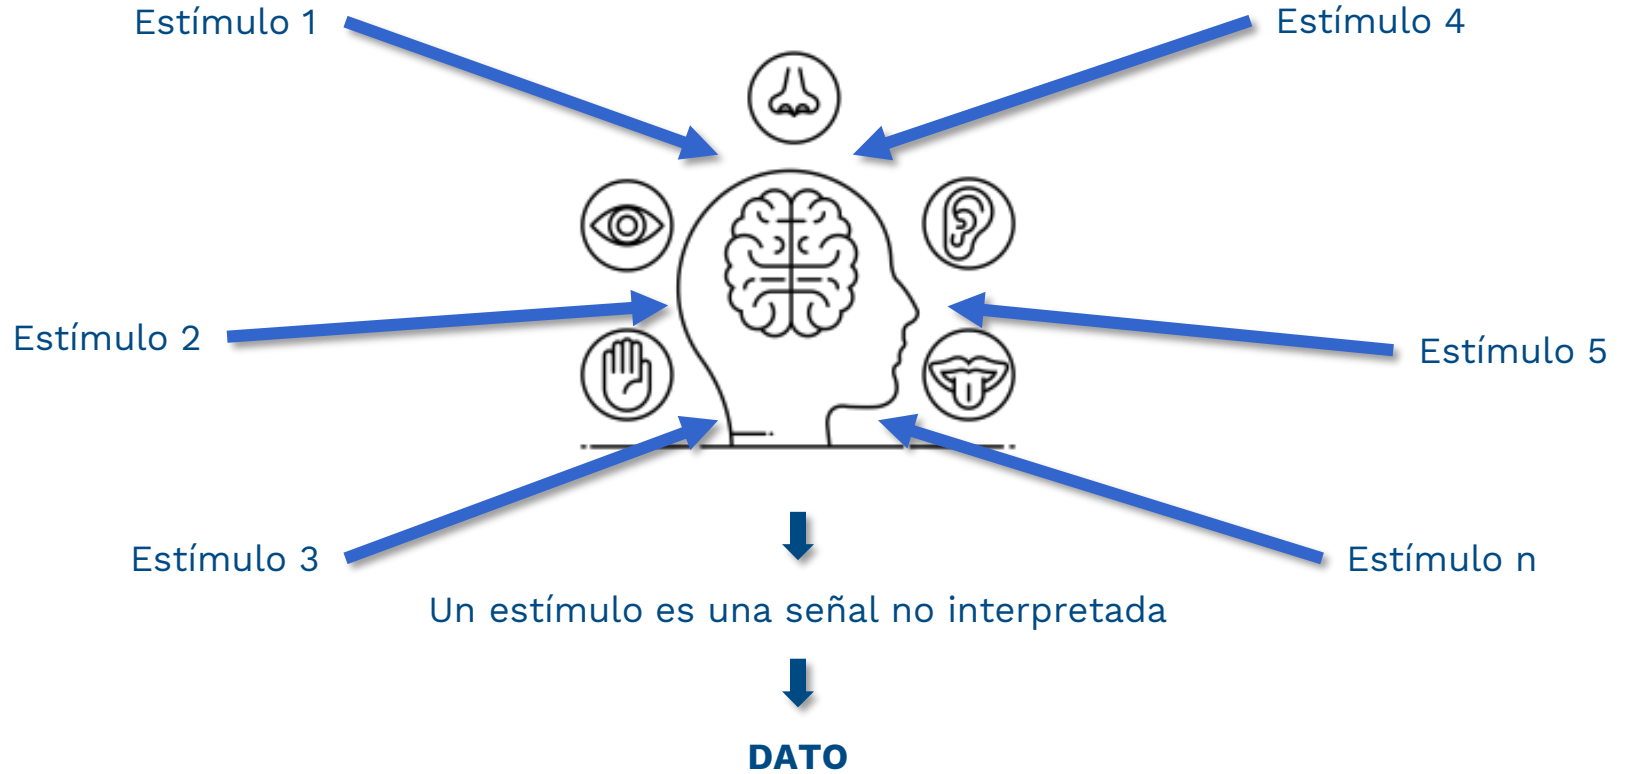 Estímulo 1
Estímulo 4
Estímulo 2
Estímulo 5
Estímulo 3
Estímulo n
Un estímulo es una señal no interpretada
DATO